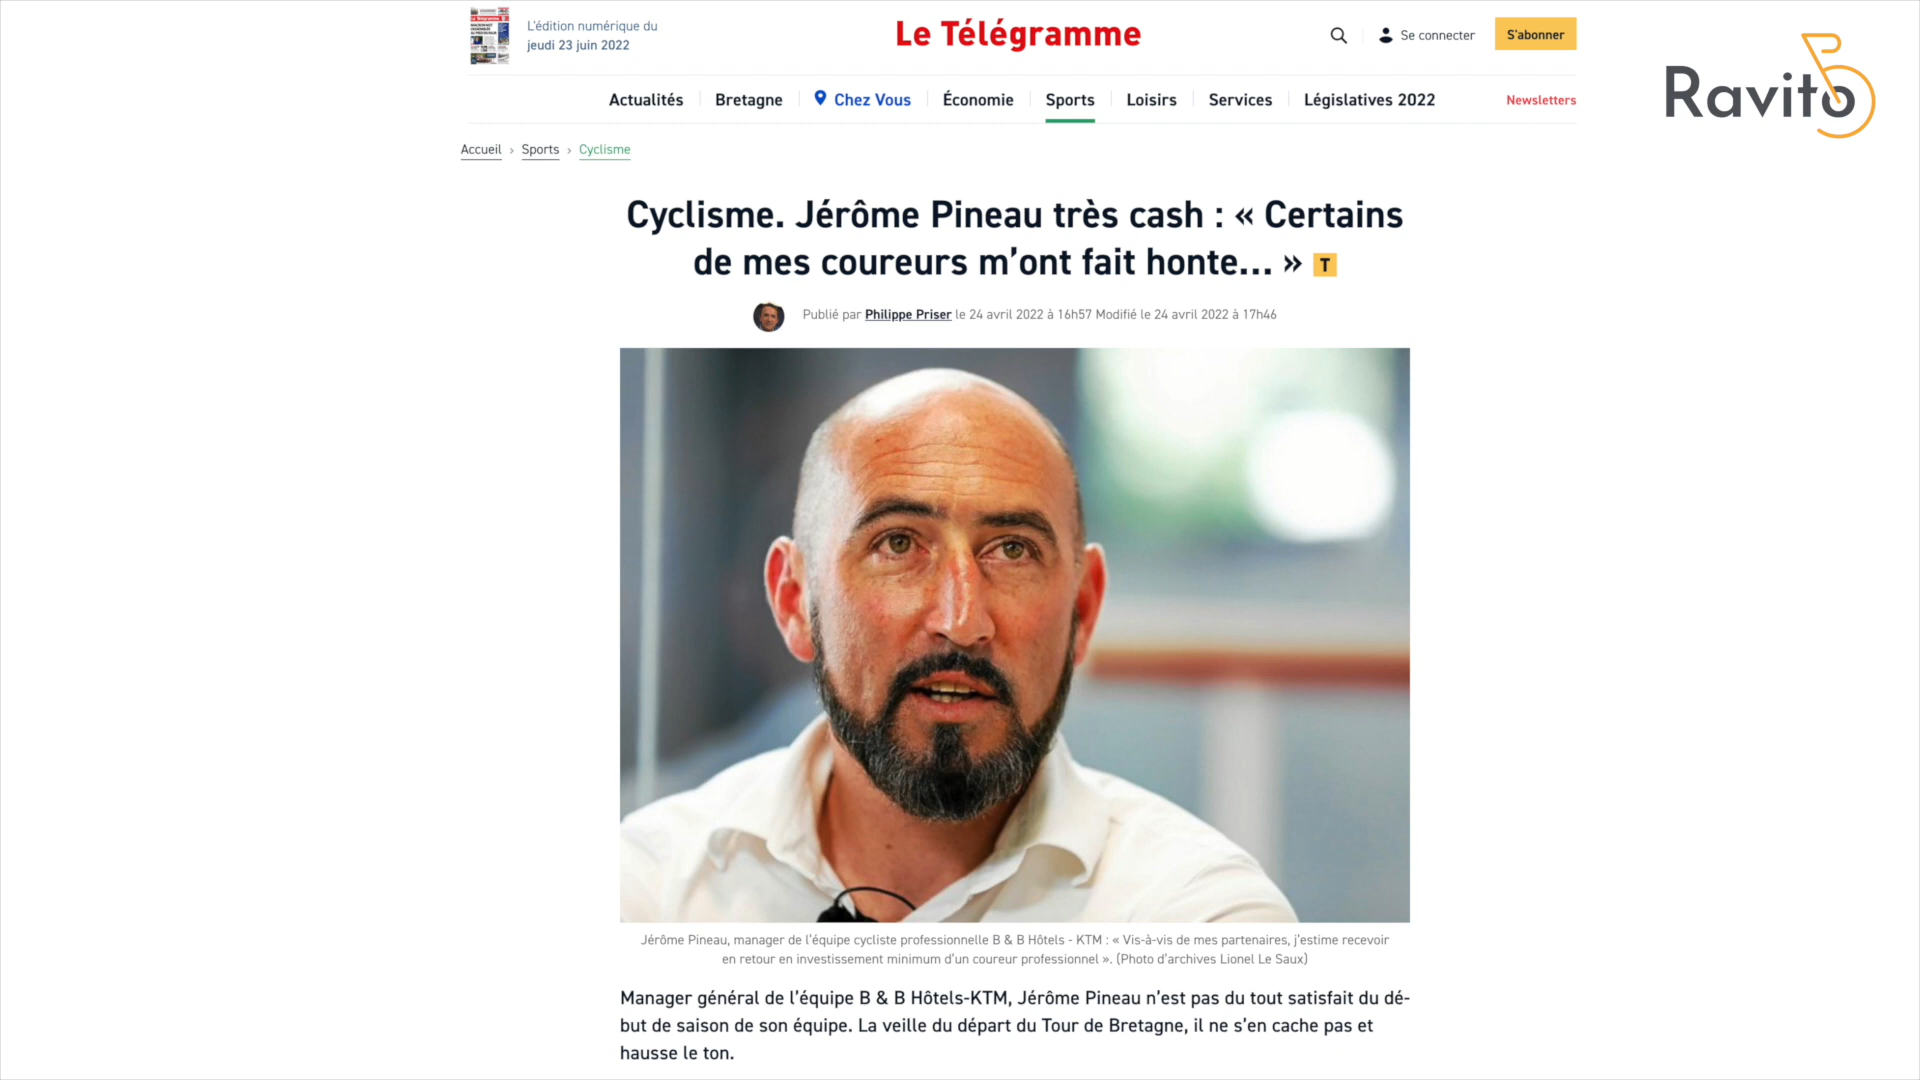 L'édition numérique du
jeudi 23 juin 2022
Le Télégramme
Se connecter
S'abonner
Ravito
Actualités
Bretagne
Chez Vous
Économie
Sports
Loisirs
Services
Législatives 2022
Newsletters
Accueil › Sports › Cyclisme
Cyclisme. Jérôme Pineau très cash : « Certains
de mes coureurs m’ont fait honte... » T
Publié par Philippe Priser le 24 avril 2022 à 16h57 Modifié le 24 avril 2022 à 17h46
Jérôme Pineau, manager de l’équipe cycliste professionnelle B & B Hôtels - KTM : « Vis-à-vis de mes partenaires, j’estime recevoir
en retour en investissement minimum d’un coureur professionnel ». (Photo d’archives Lionel Le Saux)
Manager général de l’équipe B & B Hôtels-KTM, Jérôme Pineau n’est pas du tout satisfait du dé-
but de saison de son équipe. La veille du départ du Tour de Bretagne, il ne s’en cache pas et
hausse le ton.